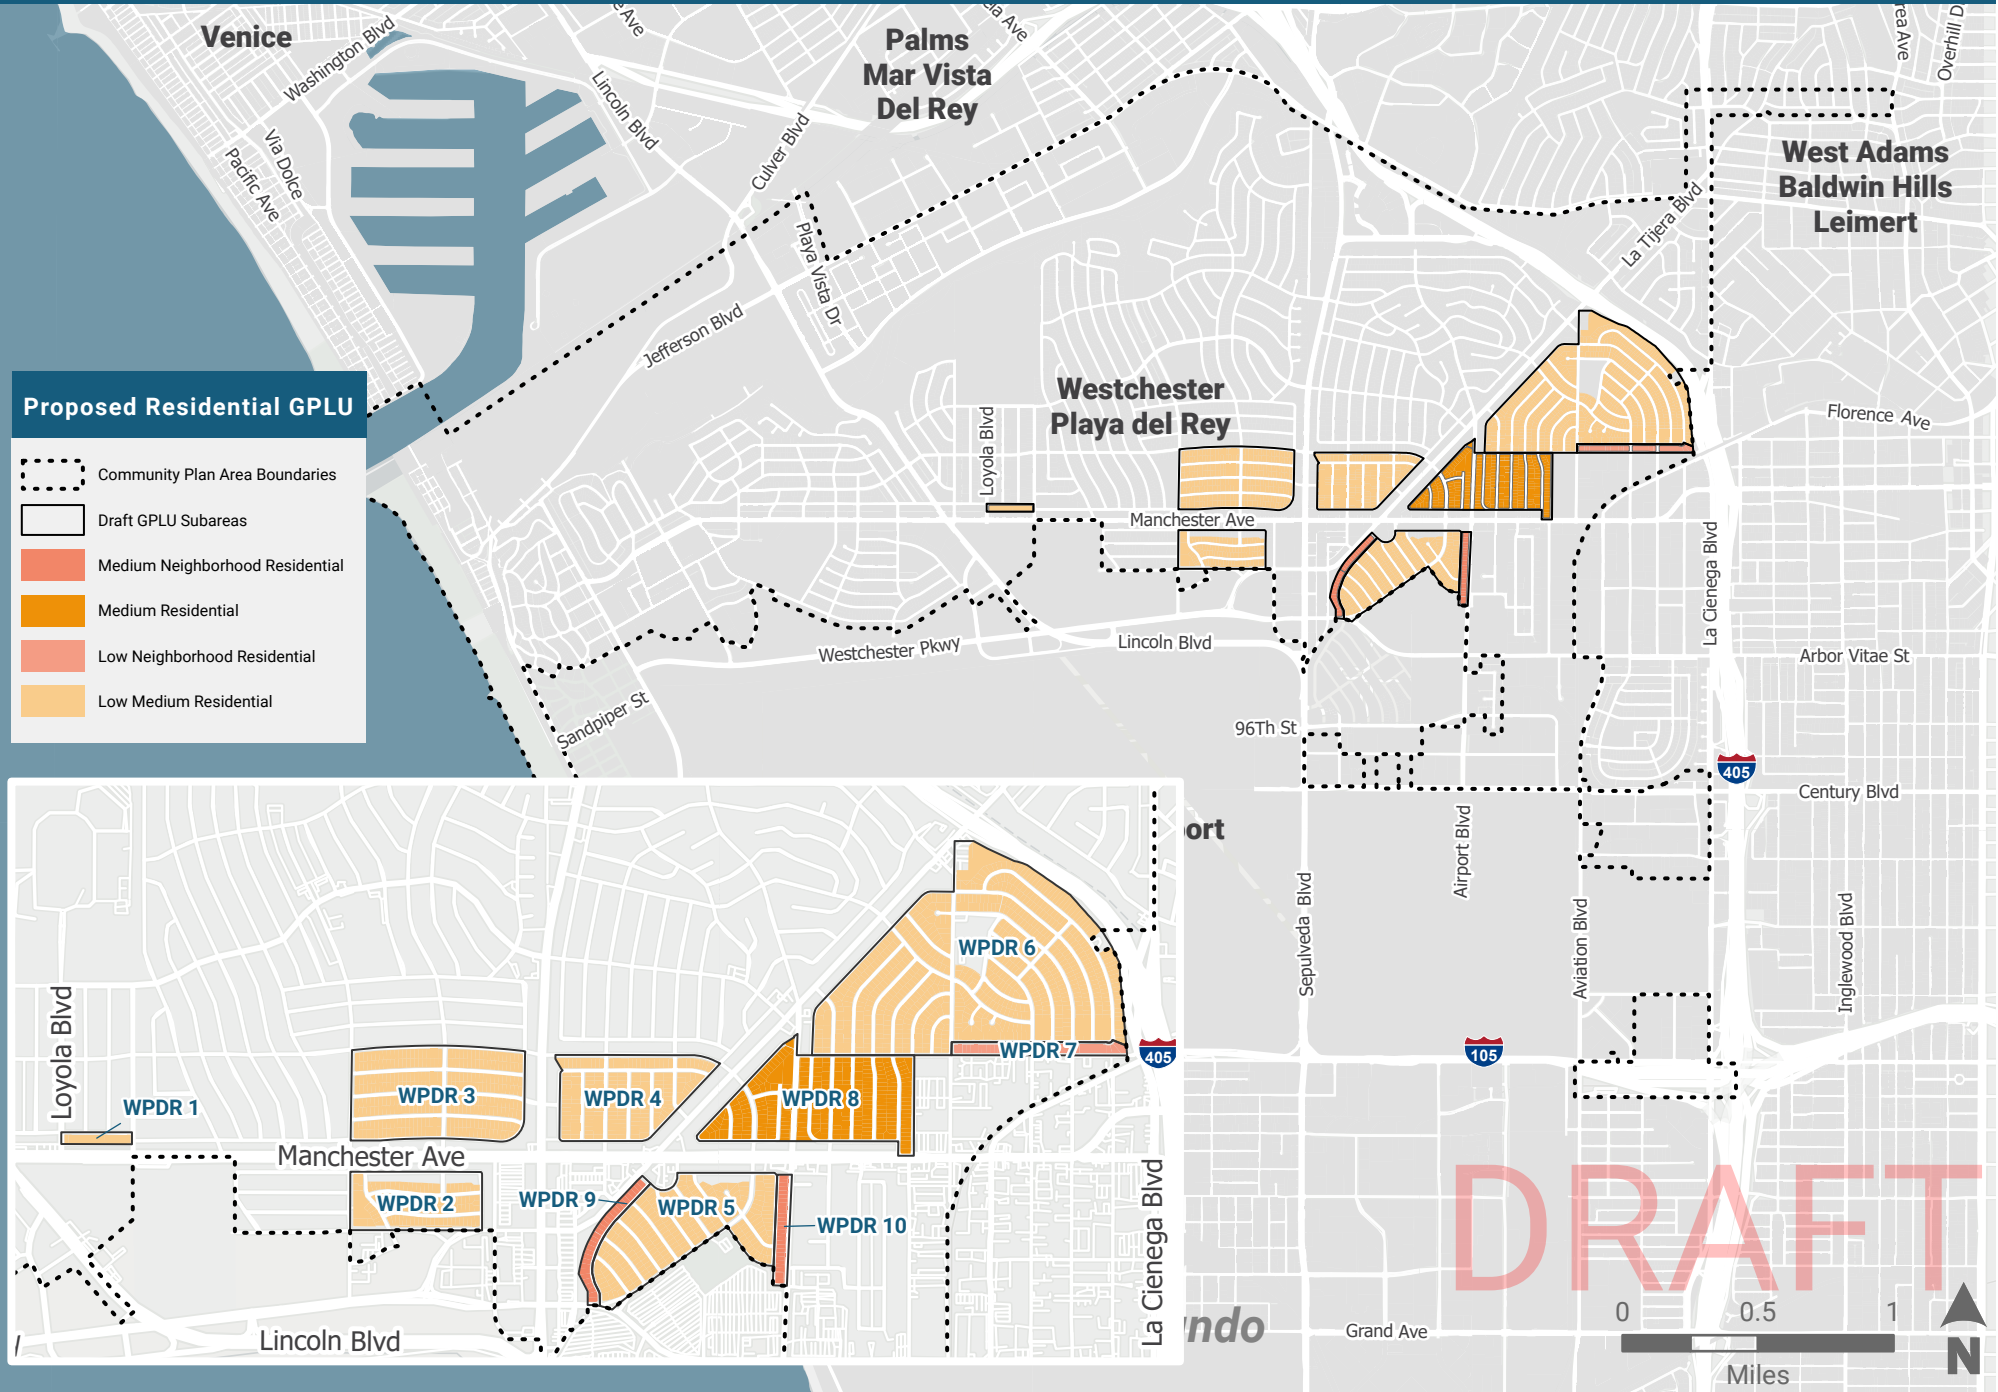 Venice
Washington Blvd
Lincoln Blvd
Palms
Mar Vista
Del Rey
Culver Blvd
Via Dolce
Pacific Ave
Playa Vista Dr
Jefferson Blvd
West Adams
Baldwin Hills
Leimert
La Tijera Blvd
Overhill D
rea Ave
Westchester
Playa del Rey
Loyola Blvd
Florence Ave
Manchester Ave
La Cienega Blvd
Westchester Pkwy
Lincoln Blvd
Arbor Vitae St
Sandpiper St
96Th St
405
Century Blvd
Airport Blvd
Sepulveda Blvd
Aviation Blvd
Inglewood Blvd
105
Grand Ave
port
undo
Proposed Residential GPLU
Community Plan Area Boundaries
Draft GPLU Subareas
Medium Neighborhood Residential
Medium Residential
Low Neighborhood Residential
Low Medium Residential
WPDR 6
WPDR 7
405
Loyola Blvd
WPDR 1
WPDR 3
WPDR 4
WPDR 8
Manchester Ave
WPDR 2
WPDR 9
WPDR 5
WPDR 10
La Cienega Blvd
Lincoln Blvd
DRAFT
0 0.5 1
Miles
N